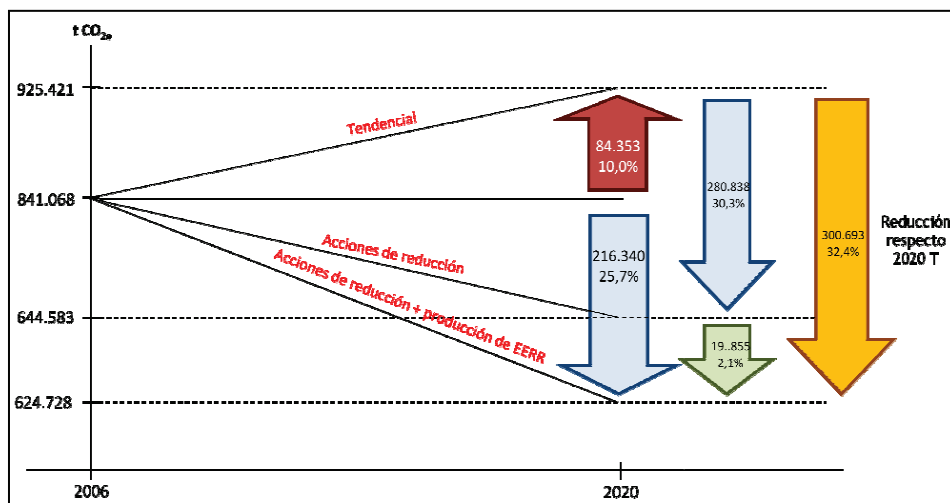 t CO2e
925.421
Tendencial
84.353
10,0%
280.838
30,3%
841.068
300.693
32,4%
Reducción
respecto
2020 T
Acciones de reducción
216.340
25,7%
Acciones de reducción + producción de EERR
644.583
19..855
2,1%
624.728
2006
2020